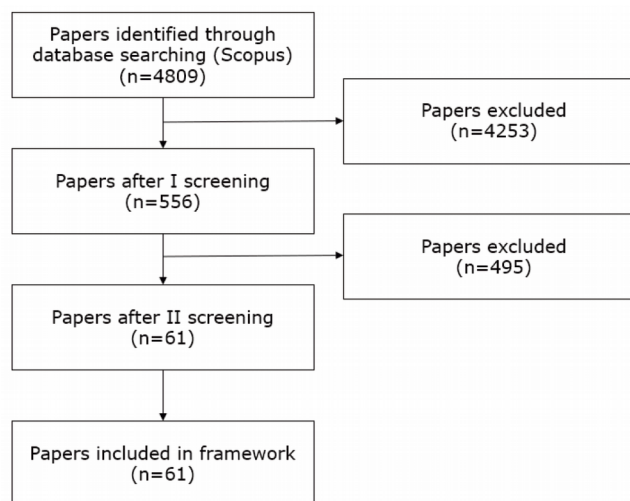 Papers identified through
database searching (Scopus)
(n=4809)
Papers excluded
(n=4253)
Papers after I screening
(n=556)
Papers excluded
(n=495)
Papers after II screening
(n=61)
Papers included in framework
(n=61)